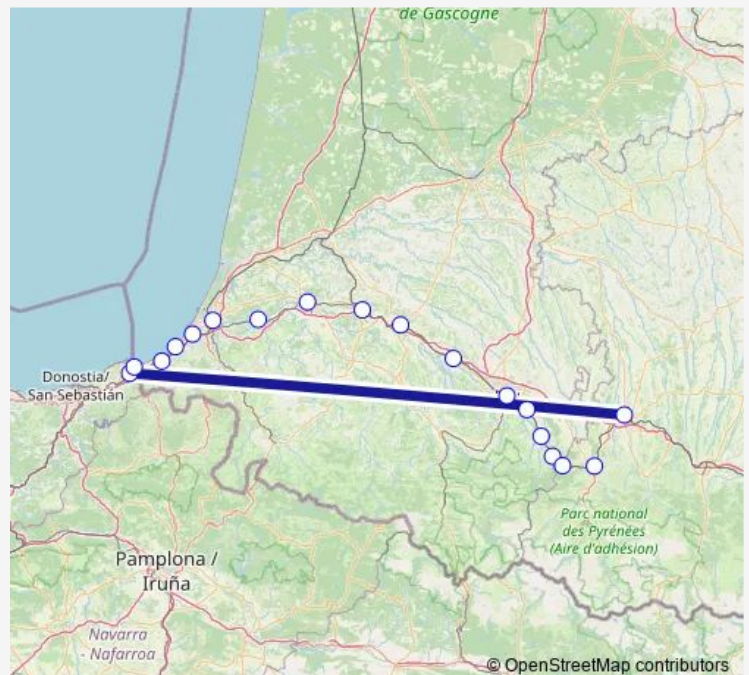 de Gascogne
Donostia/
San Sebastián
Parc national
des Pyrénées
(Aire d'adhésion)
Pamplona /
Iruña
Navarra
- Nafarroa
© OpenStreetMap contributors